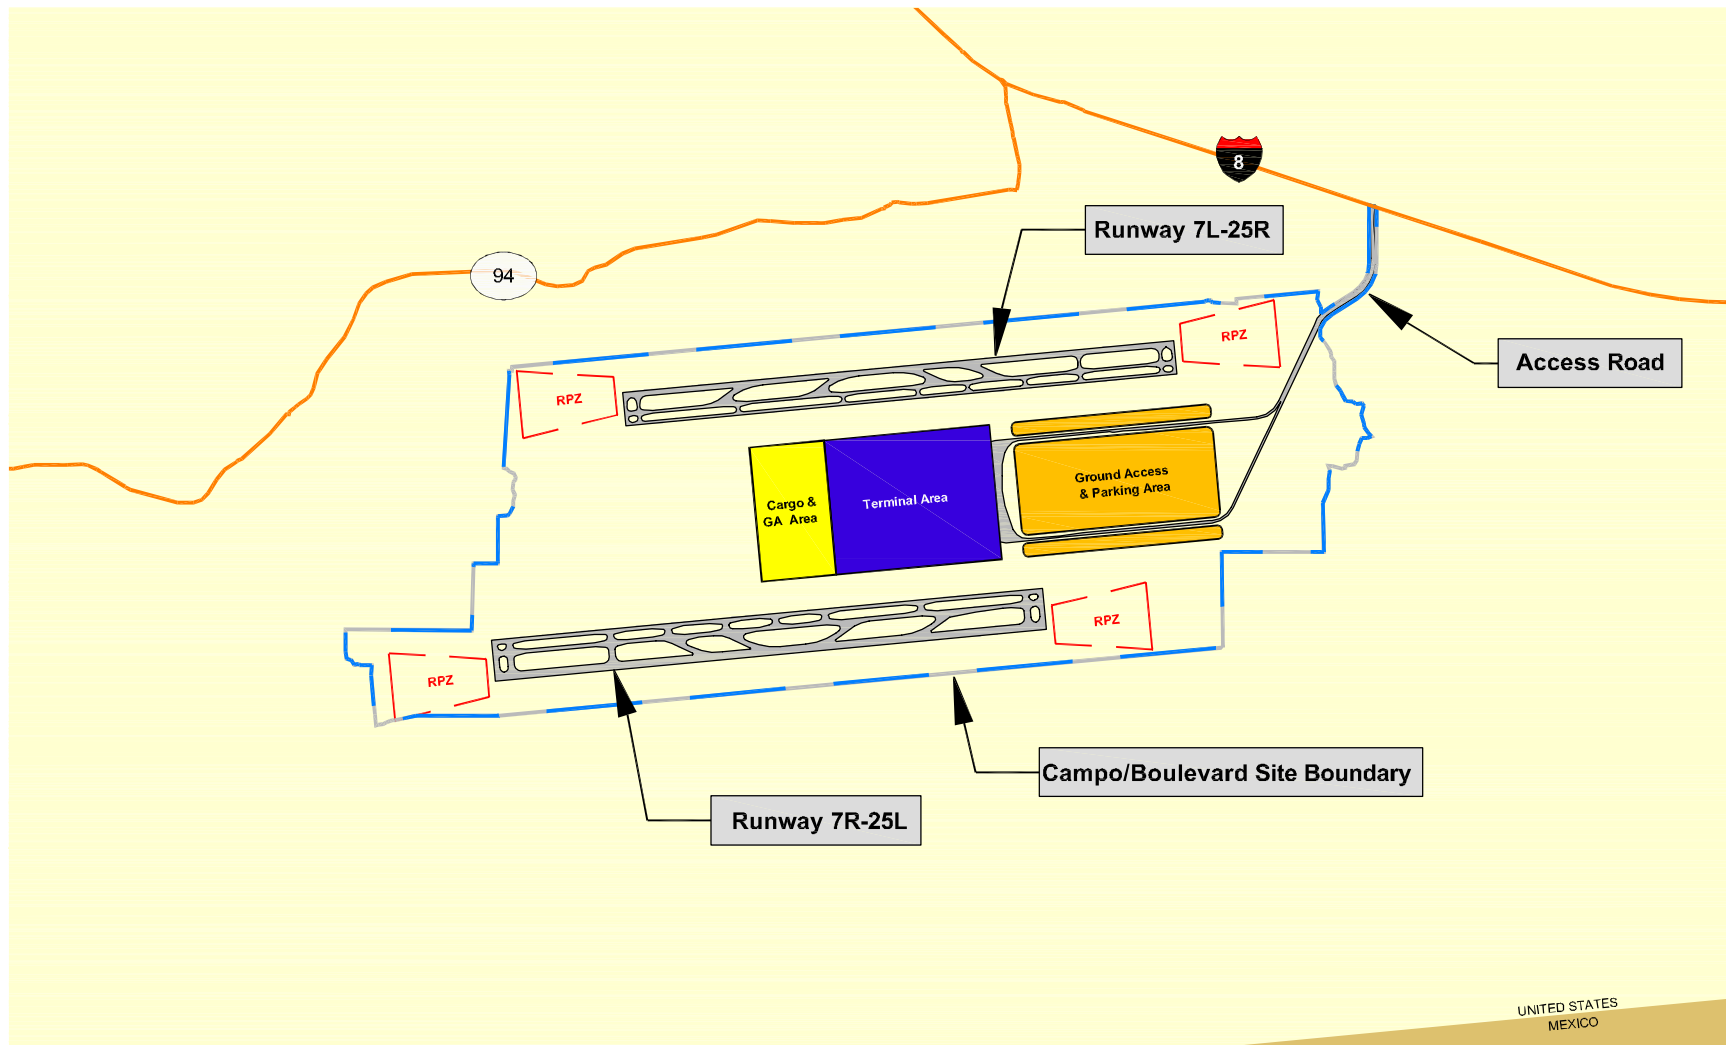 8
Runway 7L-25R
94
RPZ
Access Road
RPZ
Ground Access
& Parking Area
Terminal Area
Cargo &
GA Area
RPZ
RPZ
Campo/Boulevard Site Boundary
Runway 7R-25L
UNITED STATES
MEXICO